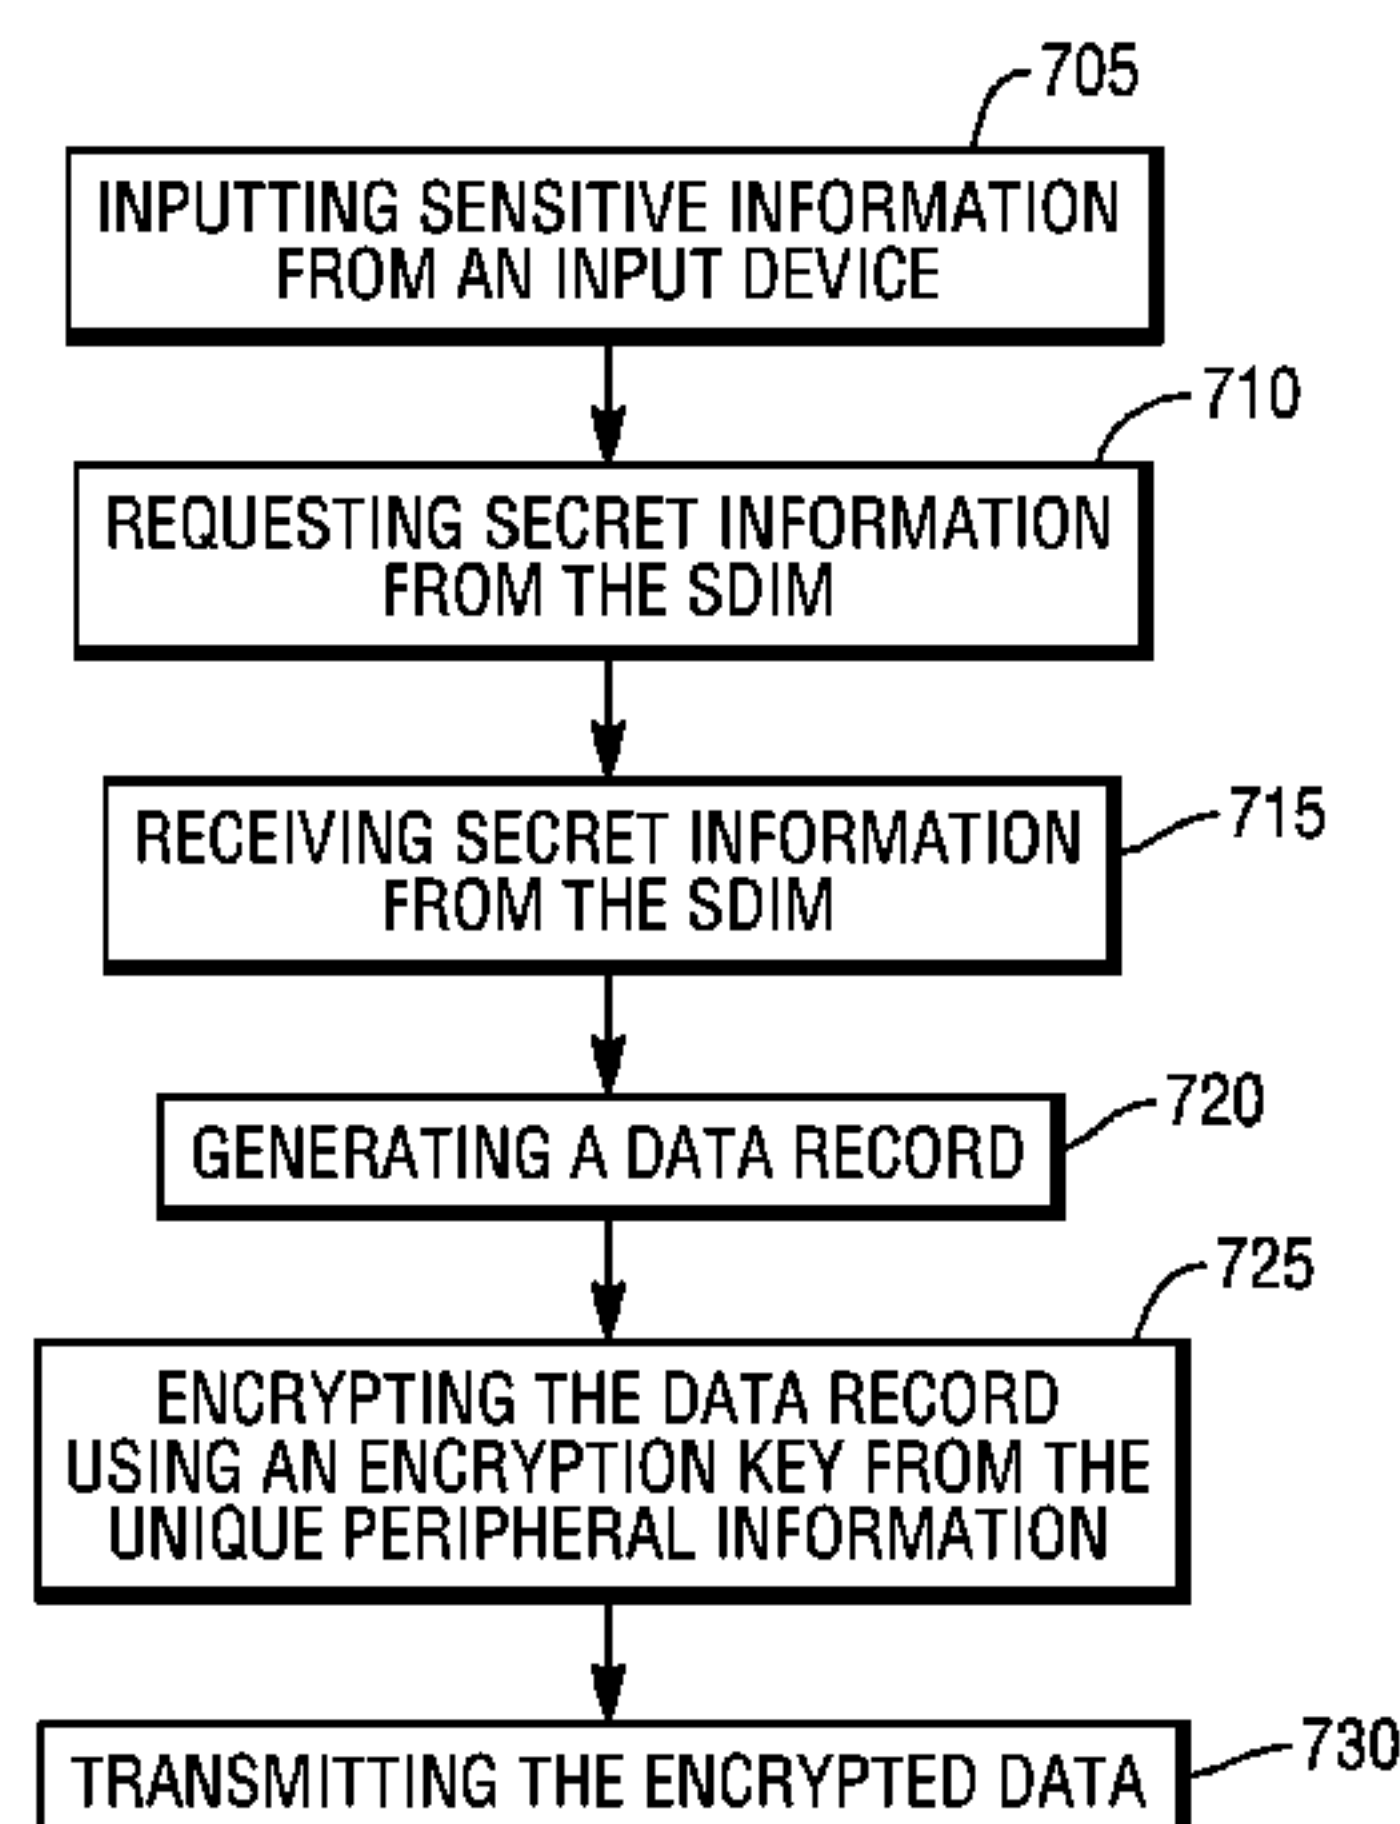 705
INPUTTING SENSITIVE INFORMATION
FROM AN INPUT DEVICE
710
REQUESTING SECRET INFORMATION
FROM THE SDIM
715
RECEIVING SECRET INFORMATION
FROM THE SDIM
720
GENERATING A DATA RECORD
725
ENCRYPTING THE DATA RECORD
USING AN ENCRYPTION KEY FROM THE
UNIQUE PERIPHERAL INFORMATION
730
TRANSMITTING THE ENCRYPTED DATA